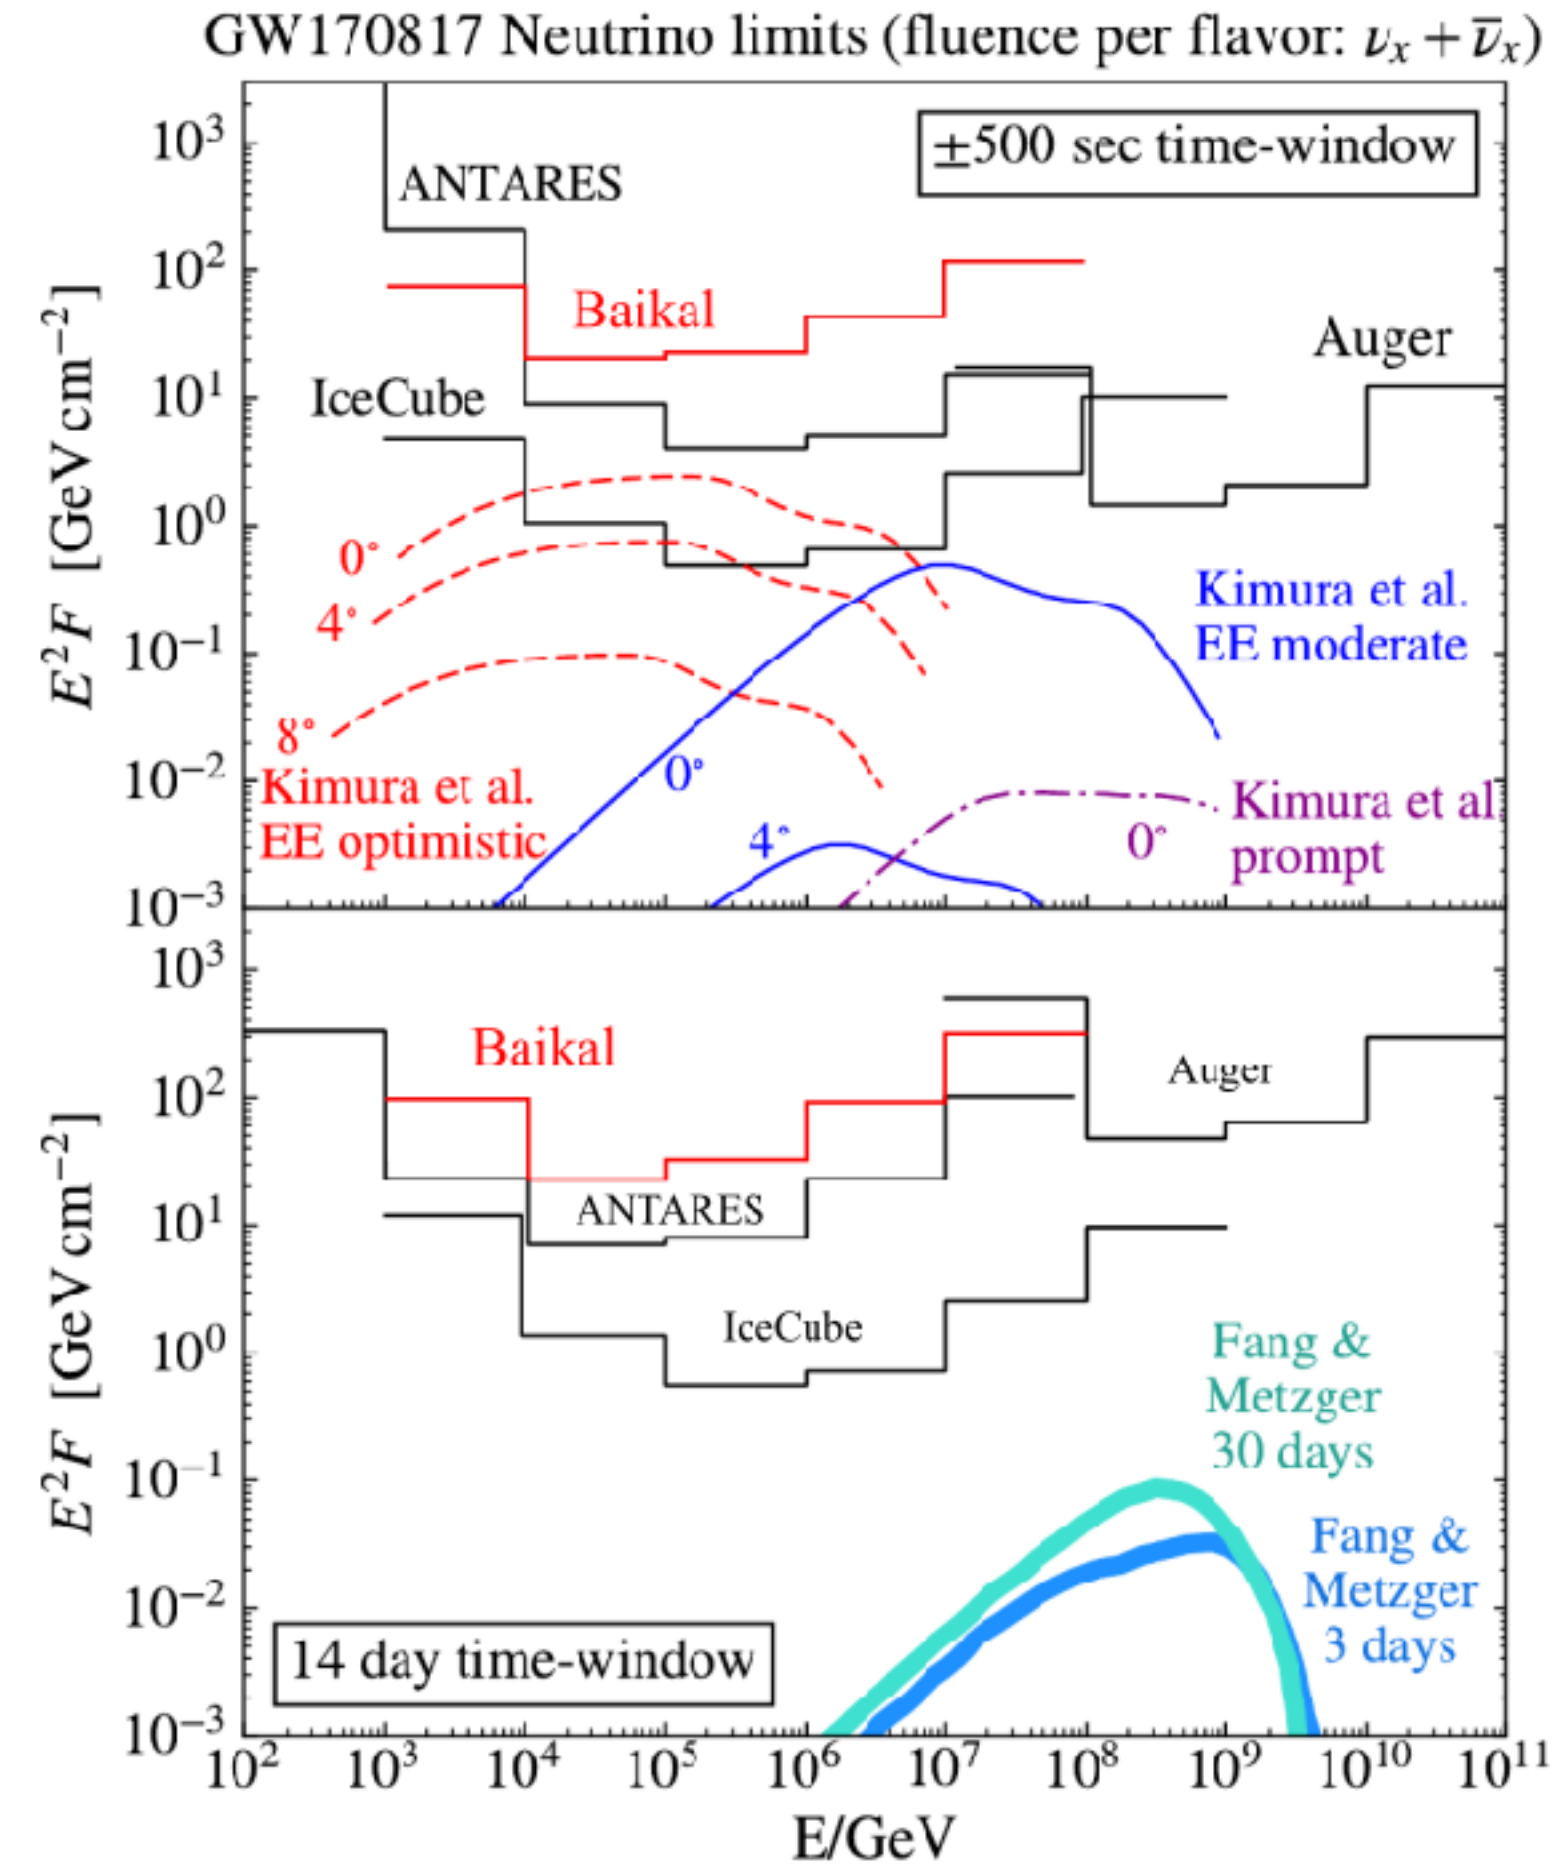 GW170817 Neutrino limits (fluence per flavor: νₓ + ν̅ₓ)
±500 sec time-window
10³
10²
10¹
10⁰
10⁻¹
10⁻²
10⁻³
E²F [GeV cm⁻²]
ANTARES
Baikal
Auger
IceCube
0°
4°
8°
Kimura et al.
EE optimistic
Kimura et al.
EE moderate
0°
4°
0°
Kimura et al
prompt
10³
10²
10¹
10⁰
10⁻¹
10⁻²
10⁻³
E²F [GeV cm⁻²]
Baikal
Auger
ANTARES
IceCube
Fang &
Metzger
30 days
Fang &
Metzger
3 days
14 day time-window
10² 10³ 10⁴ 10⁵ 10⁶ 10⁷ 10⁸ 10⁹ 10¹⁰ 10¹¹
E/GeV